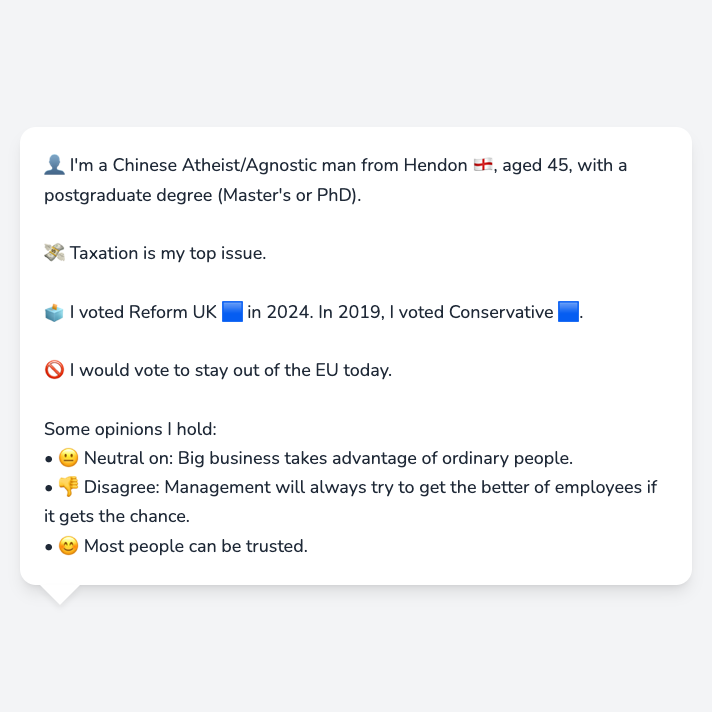 👤 I'm a Chinese Atheist/Agnostic man from Hendon 🏴󠁧󠁢󠁥󠁮󠁧󠁿, aged 45, with a
postgraduate degree (Master's or PhD).
💸 Taxation is my top issue.
🗳️ I voted Reform UK 🟦 in 2024. In 2019, I voted Conservative 🟦.
🚫 I would vote to stay out of the EU today.
Some opinions I hold:
• 😐 Neutral on: Big business takes advantage of ordinary people.
• 👎 Disagree: Management will always try to get the better of employees if
it gets the chance.
• 😊 Most people can be trusted.